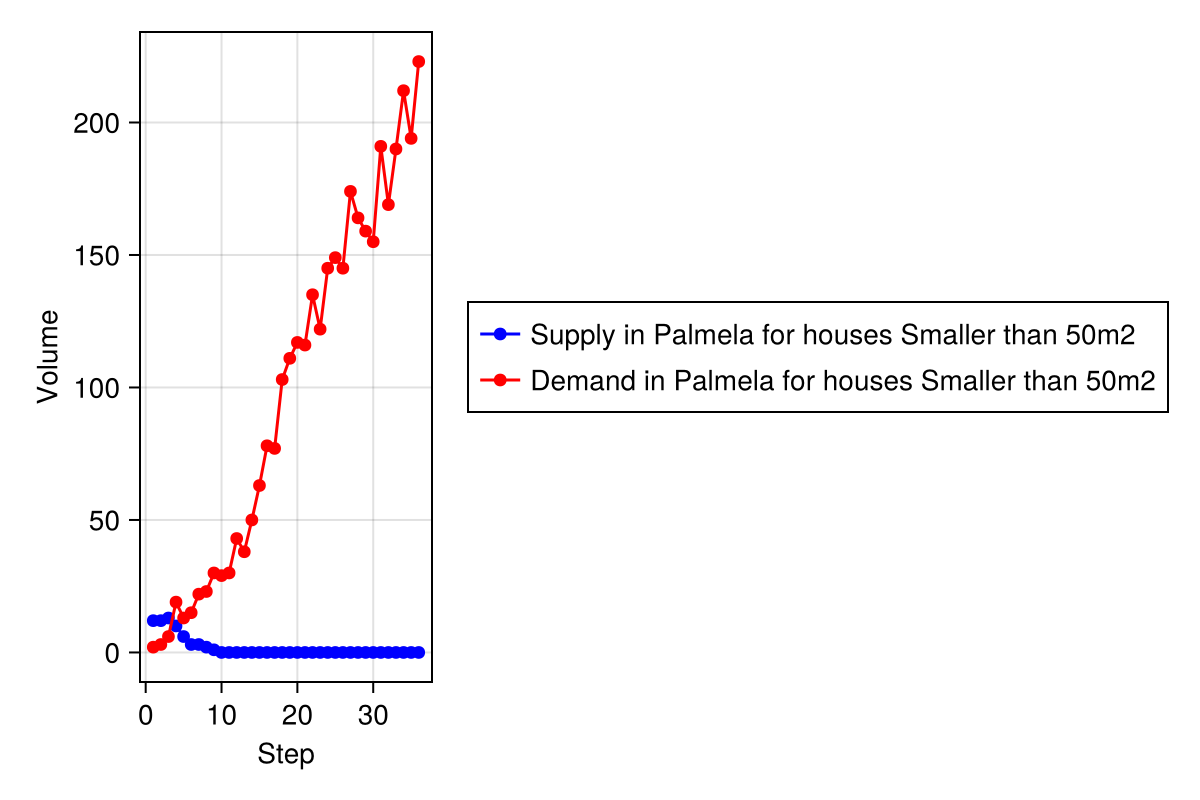 200
150
100
50
0
Volume
0 10 20 30
Step
Supply in Palmela for houses Smaller than 50m2
Demand in Palmela for houses Smaller than 50m2